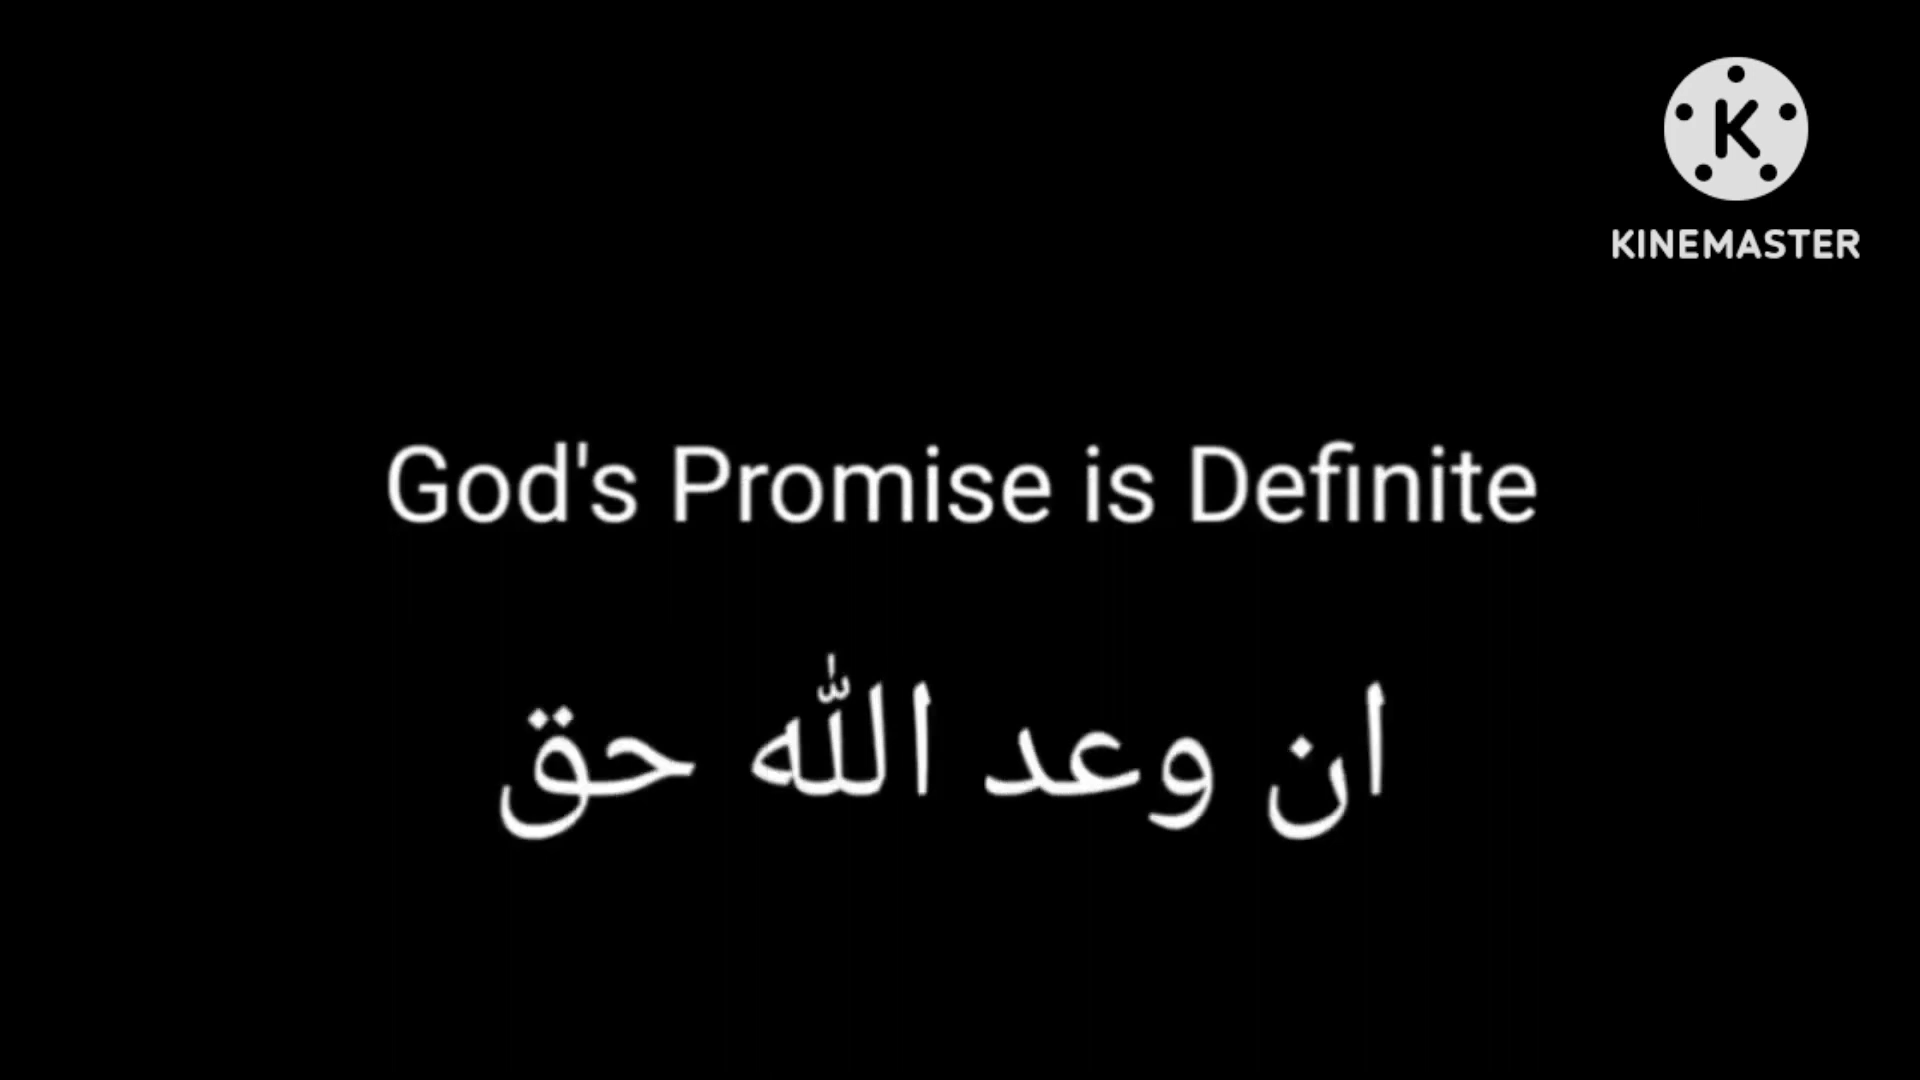 KINEMASTER
God's Promise is Definite
ان وعد الله حق